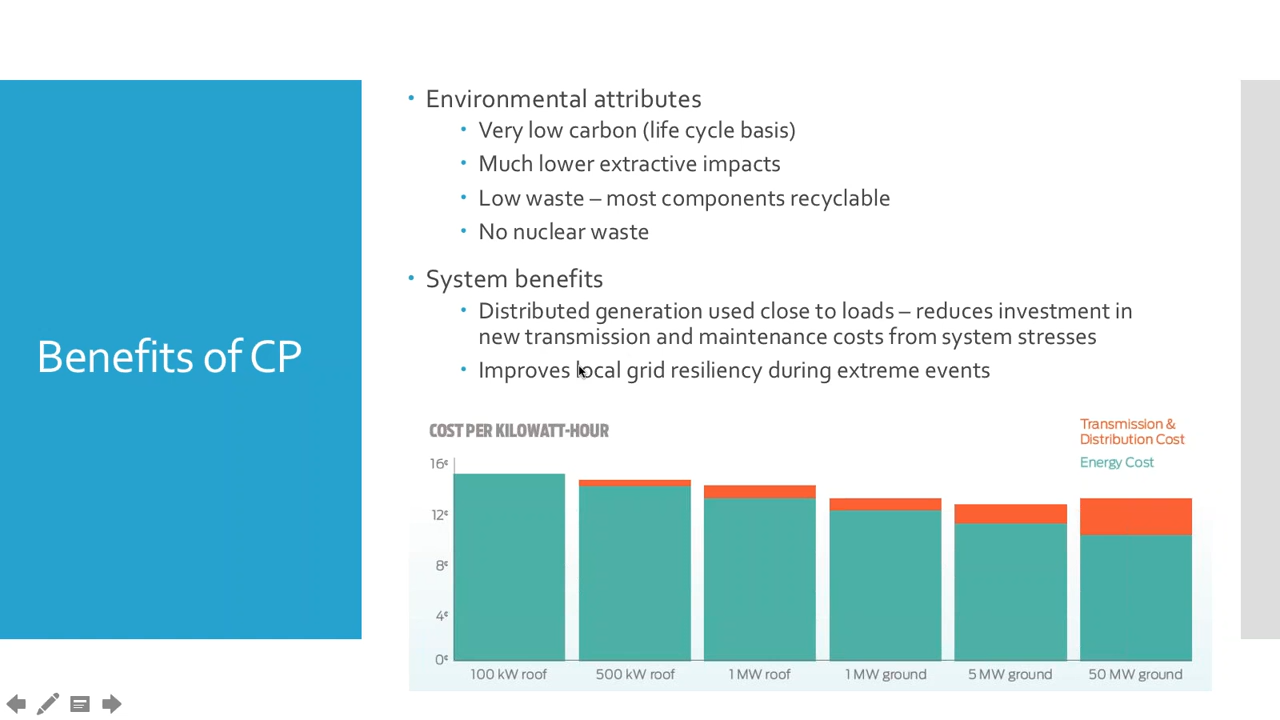 Benefits of CP
• Environmental attributes
• Very low carbon (life cycle basis)
• Much lower extractive impacts
• Low waste – most components recyclable
• No nuclear waste
• System benefits
• Distributed generation used close to loads – reduces investment in
new transmission and maintenance costs from system stresses
• Improves local grid resiliency during extreme events
COST PER KILOWATT-HOUR
Transmission &
Distribution Cost
Energy Cost
16¢
12¢
8¢
4¢
0¢
100 kW roof
500 kW roof
1 MW roof
1 MW ground
5 MW ground
50 MW ground